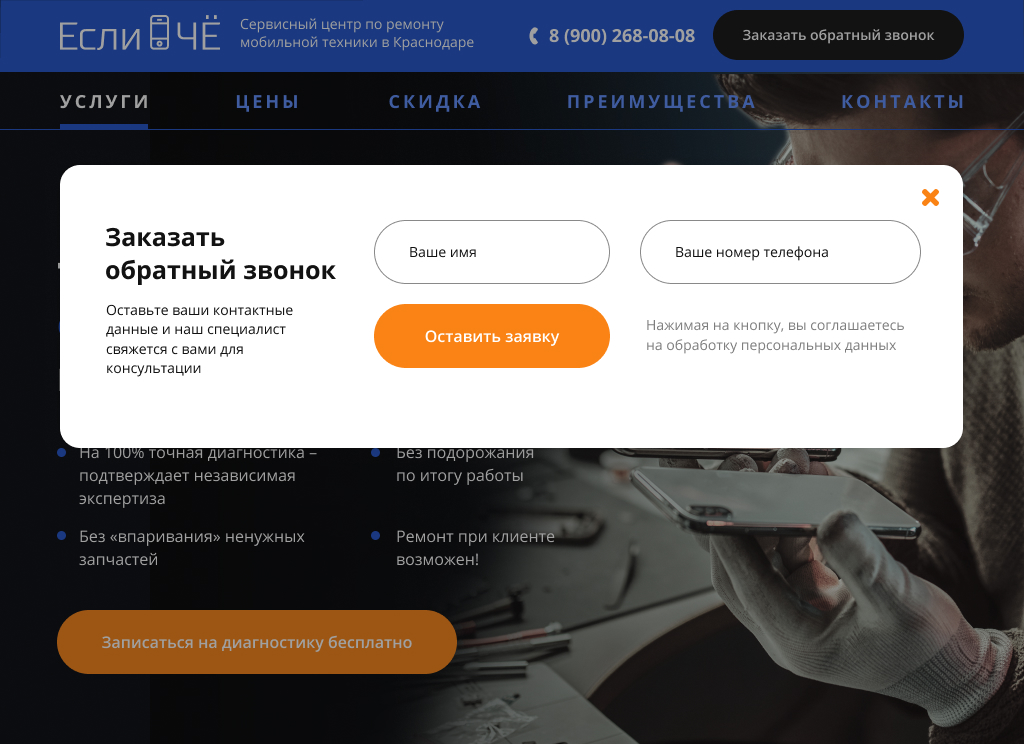 Если ЧЁ
Сервисный центр по ремонту
мобильной техники в Краснодаре
8 (900) 268-08-08
Заказать обратный звонок
УСЛУГИ
ЦЕНЫ
СКИДКА
ПРЕИМУЩЕСТВА
КОНТАКТЫ
Заказать
обратный звонок
Оставьте ваши контактные
данные и наш специалист
свяжется с вами для
консультации
Ваше имя
Ваше номер телефона
Оставить заявку
Нажимая на кнопку, вы соглашаетесь
на обработку персональных данных
На 100% точная диагностика –
подтверждает независимая
экспертиза
Без подорожания
по итогу работы
Без «впаривания» ненужных
запчастей
Ремонт при клиенте
возможен!
Записаться на диагностику бесплатно